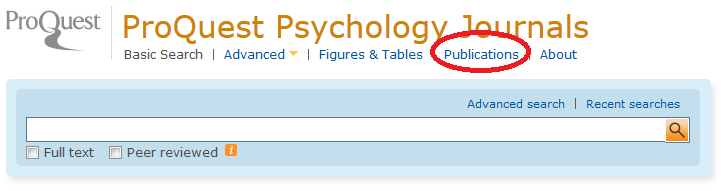 ProQuest
ProQuest Psychology Journals
Basic Search | Advanced | Figures & Tables Publications | About
Advanced search | Recent searches
Full text Peer reviewed i